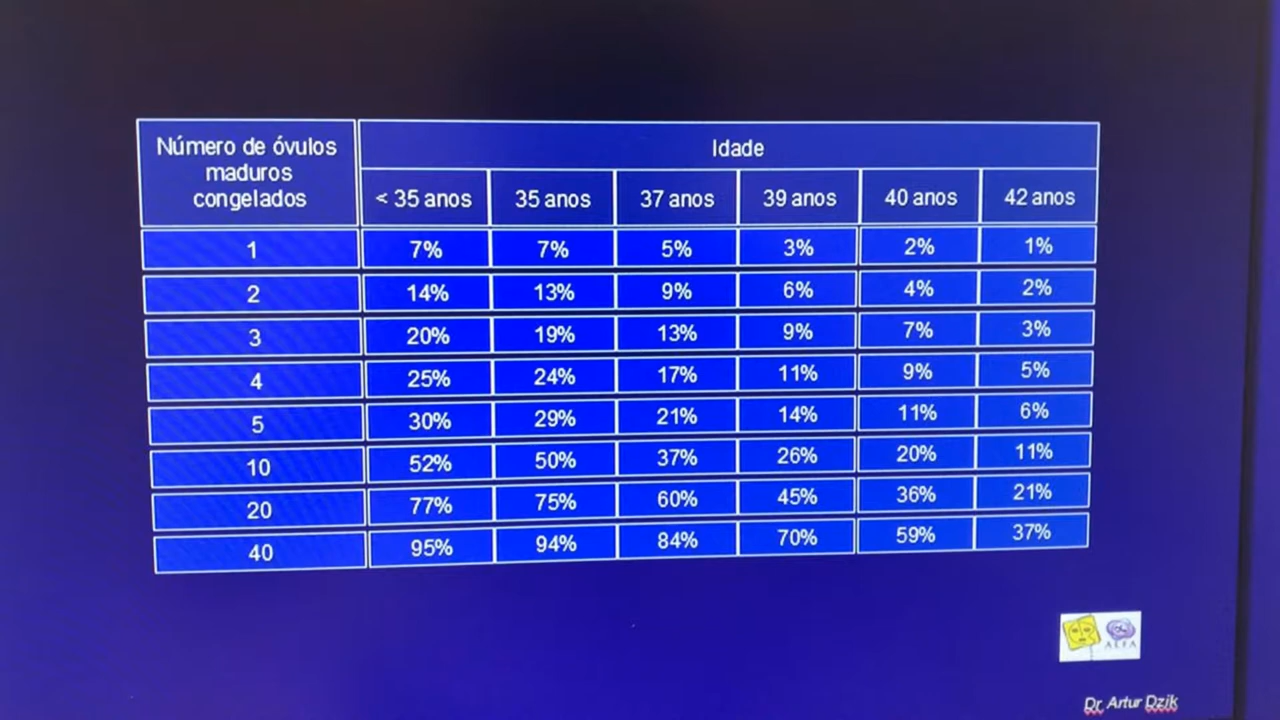 Número de óvulos
maduros
congelados
Idade
< 35 anos 35 anos 37 anos 39 anos 40 anos 42 anos
1 7% 7% 5% 3% 2% 1%
2 14% 13% 9% 6% 4% 2%
3 20% 19% 13% 9% 7% 3%
4 25% 24% 17% 11% 9% 5%
5 30% 29% 21% 14% 11% 6%
10 52% 50% 37% 26% 20% 11%
20 77% 75% 60% 45% 36% 21%
40 95% 94% 84% 70% 59% 37%
ALFA
Dr. Artur Dzik